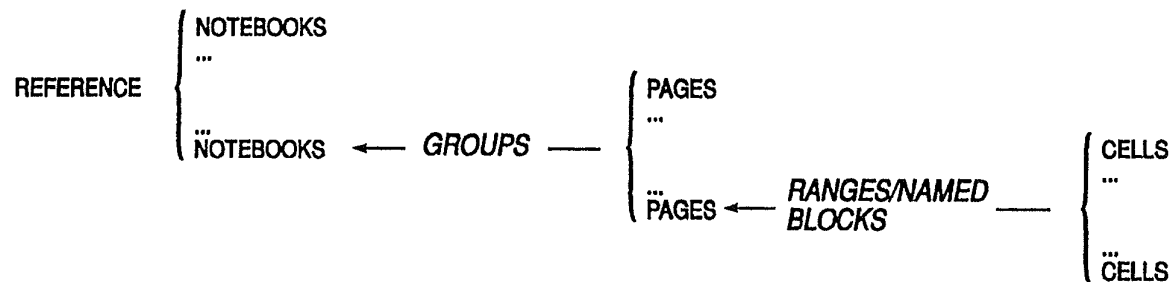 NOTEBOOKS
...
REFERENCE
...
NOTEBOOKS
GROUPS
PAGES
...
...
PAGES
RANGES/NAMED
BLOCKS
CELLS
...
...
CELLS